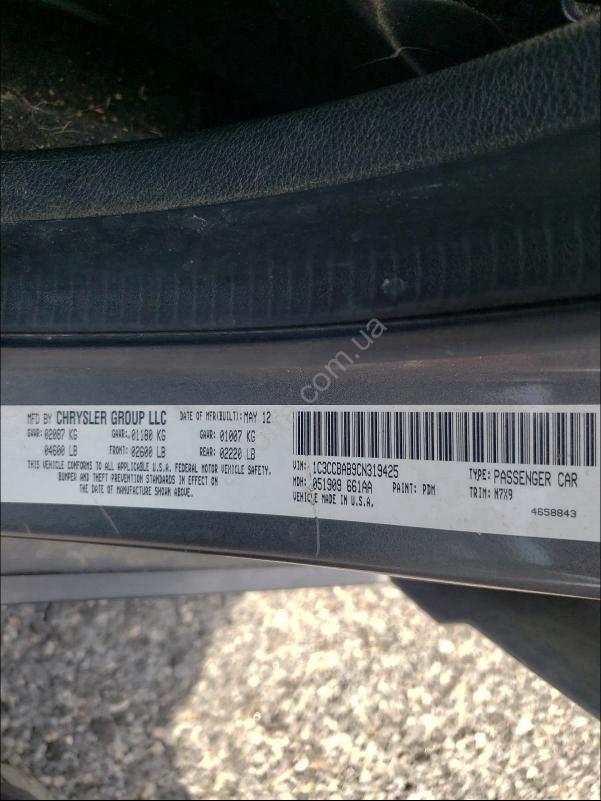 MFD BY CHRYSLER GROUP LLC DATE OF MFR(BUILT): MAY 12
GVWR: 02087 KG GAWR: 01180 KG GAWR: 01007 KG
04600 LB FRONT: 02600 LB REAR: 02220 LB
THIS VEHICLE CONFORMS TO ALL APPLICABLE U.S.A. FEDERAL MOTOR VEHICLE SAFETY,
BUMPER AND THEFT PREVENTION STANDARDS IN EFFECT ON
THE DATE OF MANUFACTURE SHOWN ABOVE.
VIN: 1C3CCBAB9CN319425 TYPE: PASSENGER CAR
MDH: 051909 661AA PAINT: PDM TRIM: M7X9
VEHICLE MADE IN U.S.A.
4658843
com.ua